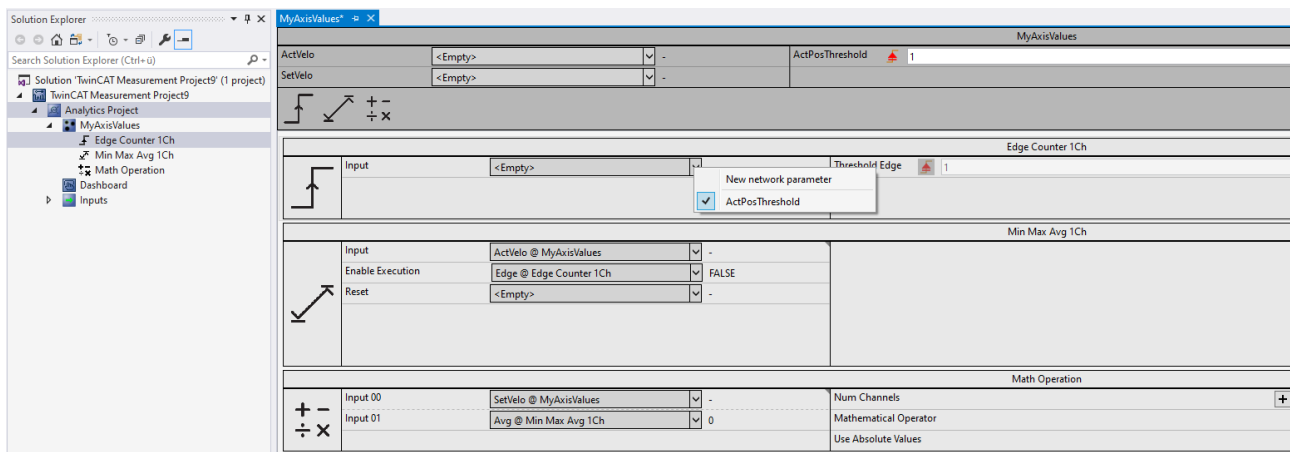 Solution Explorer
Search Solution Explorer (Ctrl+ü)
Solution 'TwinCAT Measurement Project9' (1 project)
TwinCAT Measurement Project9
Analytics Project
MyAxisValues
Edge Counter 1Ch
Min Max Avg 1Ch
Math Operation
Dashboard
Inputs
MyAxisValues*
MyAxisValues
ActVelo <Empty> - ActPosThreshold 1
SetVelo <Empty> -
Edge Counter 1Ch
Input <Empty> Threshold Edge 1
New network parameter
ActPosThreshold
Min Max Avg 1Ch
Input ActVelo @ MyAxisValues -
Enable Execution Edge @ Edge Counter 1Ch FALSE
Reset <Empty> -
Math Operation
Input 00 SetVelo @ MyAxisValues - Num Channels +
Input 01 Avg @ Min Max Avg 1Ch 0 Mathematical Operator
Use Absolute Values